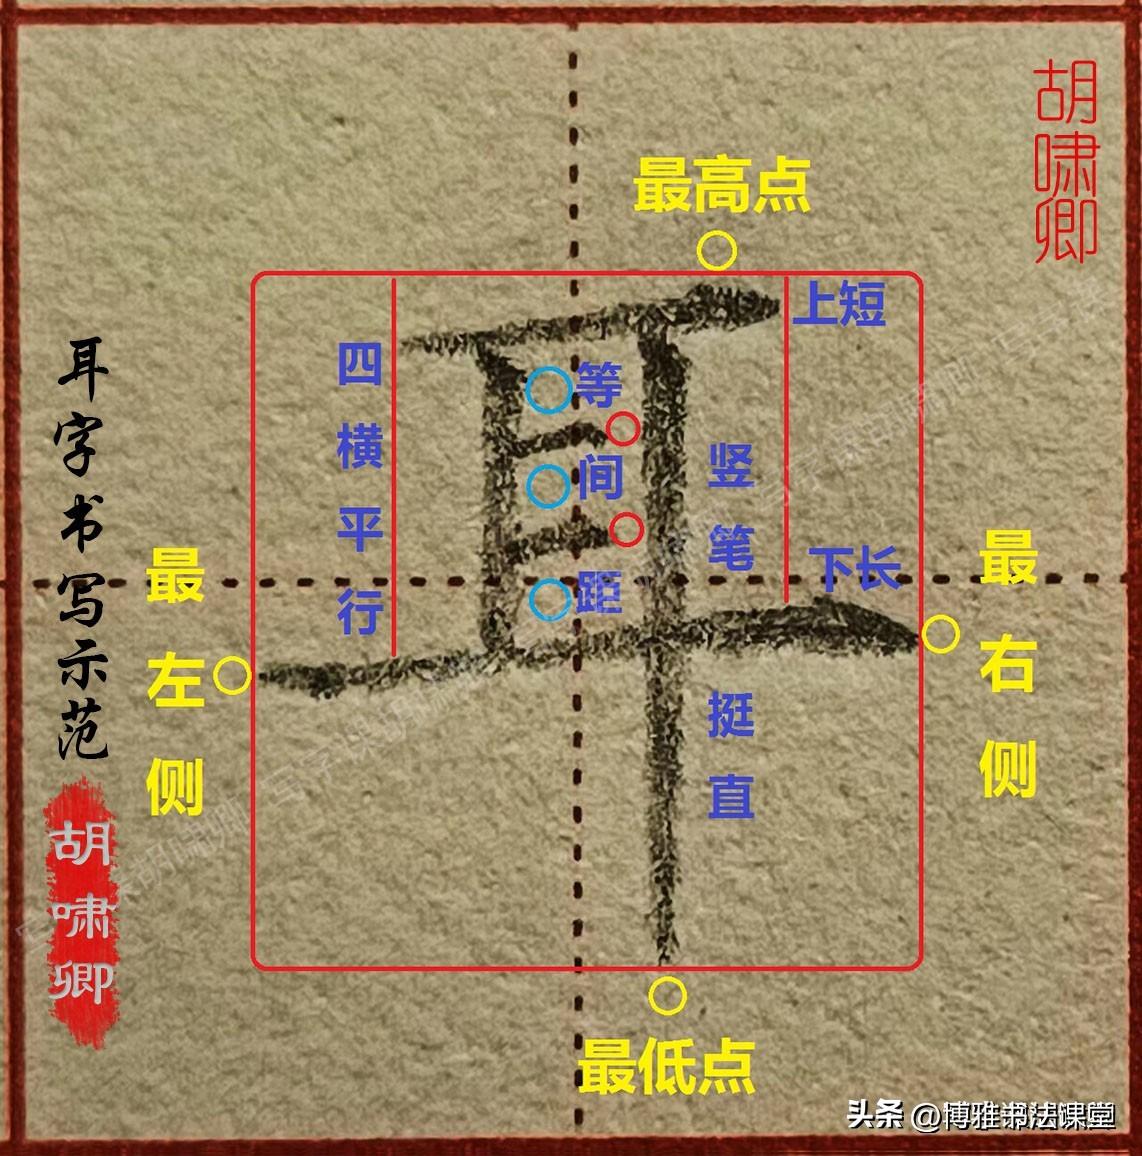 胡啸卿
最高点
上短
四横平行
等间距
竖笔挺直
下长
耳字书写示范
胡啸卿
最左侧
最右侧
耳
最低点
头条 @博雅书法课堂